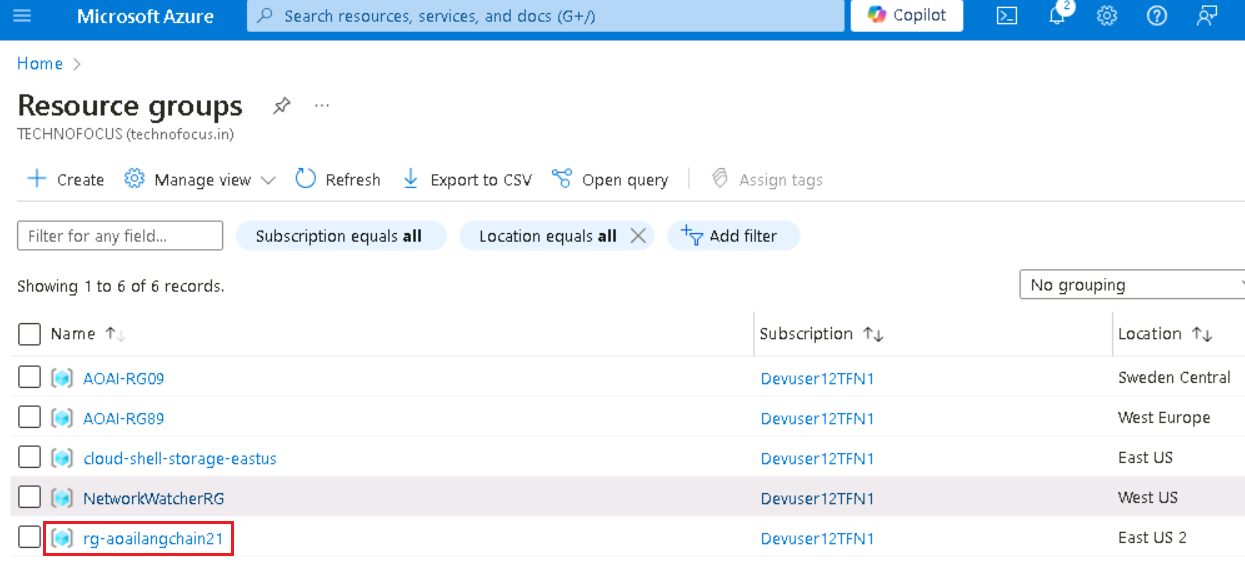 Microsoft Azure Search resources, services, and docs (G+/) Copilot 2
Home >
Resource groups ...
TECHNOFOCUS (technofocus.in)
+ Create Manage view Refresh Export to CSV Open query Assign tags
Filter for any field... Subscription equals all Location equals all Add filter
Showing 1 to 6 of 6 records. No grouping
Name ↑↓ Subscription ↑↓ Location ↑↓
AOAI-RG09 Devuser12TFN1 Sweden Central
AOAI-RG89 Devuser12TFN1 West Europe
cloud-shell-storage-eastus Devuser12TFN1 East US
NetworkWatcherRG Devuser12TFN1 West US
rg-aoailangchain21 Devuser12TFN1 East US 2